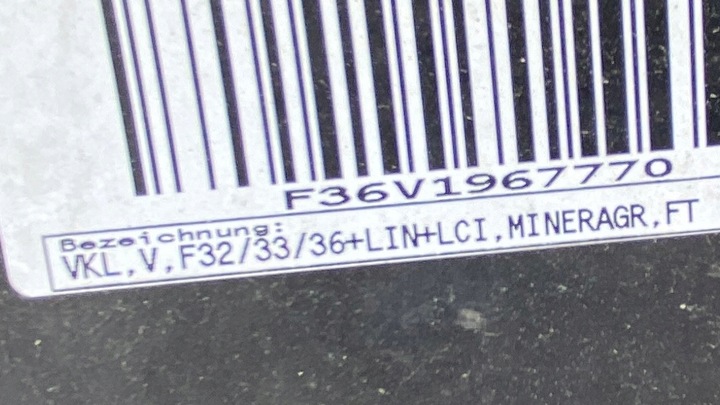 F36V1967770
Bezeichnung:
VKL,V,F32/33/36+LIN+LCI,MINERAGR,FT